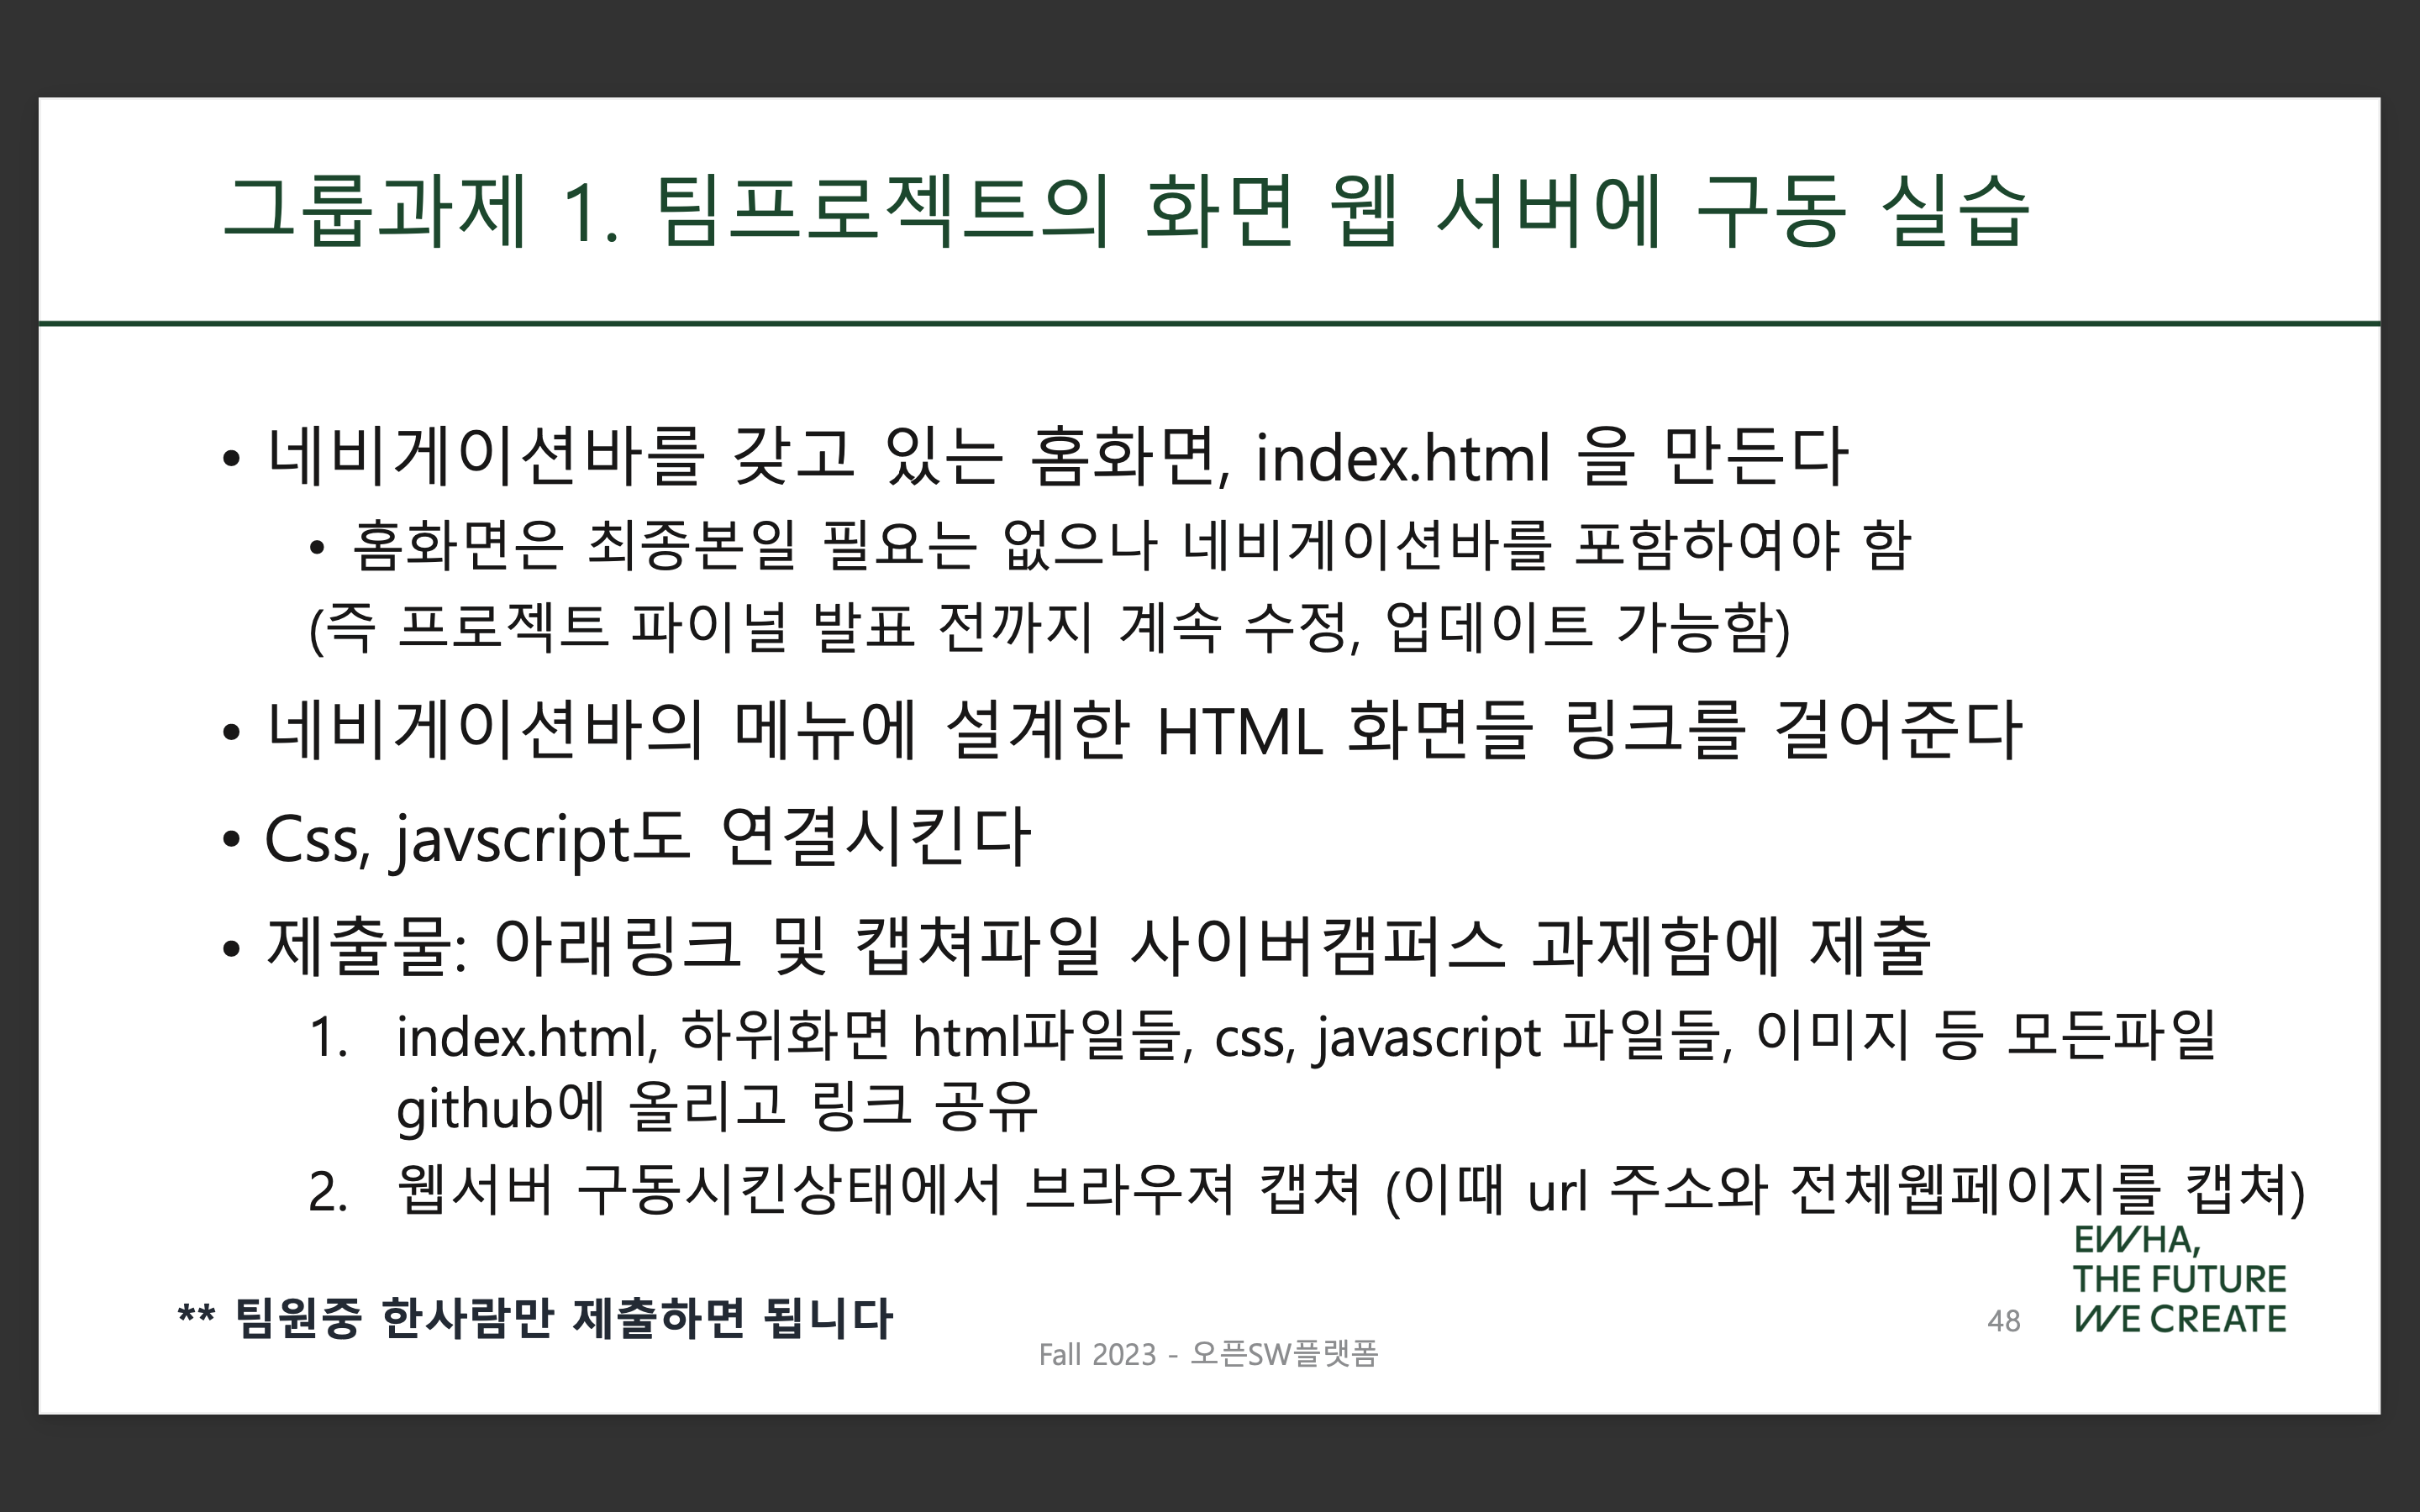 그룹과제 1. 팀프로젝트의 화면 웹 서버에 구동 실습
• 네비게이션바를 갖고 있는 홈화면, index.html 을 만든다
• 홈화면은 최종본일 필요는 없으나 네비게이션바를 포함하여야 함
(즉 프로젝트 파이널 발표 전까지 계속 수정, 업데이트 가능함)
• 네비게이션바의 메뉴에 설계한 HTML 화면들 링크를 걸어준다
• Css, javscript도 연결시킨다
• 제출물: 아래링크 및 캡쳐파일 사이버캠퍼스 과제함에 제출
1. index.html, 하위화면 html파일들, css, javascript 파일들, 이미지 등 모든파일
github에 올리고 링크 공유
2. 웹서버 구동시킨상태에서 브라우져 캡쳐 (이때 url 주소와 전체웹페이지를 캡처)
EWHA,
THE FUTURE
WE CREATE
** 팀원중 한사람만 제출하면 됩니다
Fall 2023 - 오픈SW플랫폼
48